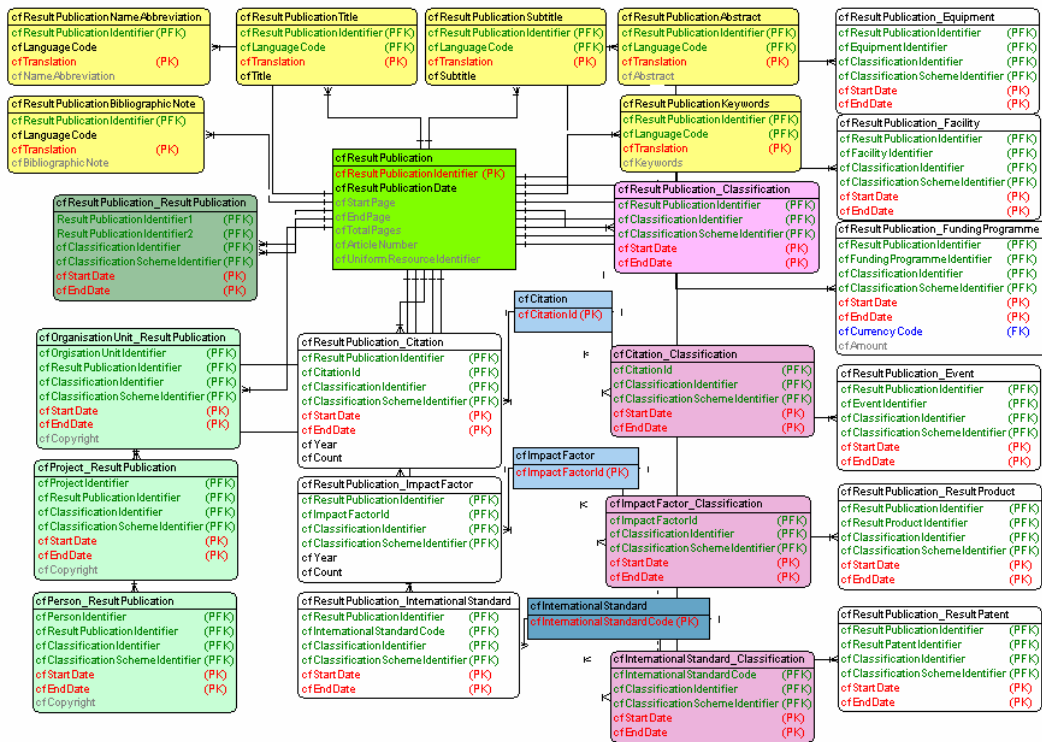 cfResultPublicationNameAbbreviation
cfResultPublicationIdentifier (PFK)
cfLanguageCode
cfTranslation (PK)
cfNameAbbreviation
cfResultPublicationTitle
cfResultPublicationIdentifier (PFK)
cfLanguageCode (PFK)
cfTranslation (PK)
cfTitle
cfResultPublicationSubtitle
cfResultPublicationIdentifier (PFK)
cfLanguageCode (PFK)
cfTranslation (PK)
cfSubtitle
cfResultPublicationAbstract
cfResultPublicationIdentifier (PFK)
cfLanguageCode (PFK)
cfTranslation (PK)
cfAbstract
cfResultPublication_Equipment
cfResultPublicationIdentifier (PFK)
cfEquipmentIdentifier (PFK)
cfClassificationIdentifier (PFK)
cfClassificationSchemeIdentifier (PFK)
cfStartDate (PK)
cfEndDate (PK)
cfResultPublicationBibliographicNote
cfResultPublicationIdentifier (PFK)
cfLanguageCode
cfTranslation (PK)
cfBibliographicNote
cfResultPublicationKeywords
cfResultPublicationIdentifier (PFK)
cfLanguageCode (PFK)
cfTranslation (PK)
cfKeywords
cfResultPublication_Facility
cfResultPublicationIdentifier (PFK)
cfFacilityIdentifier (PFK)
cfClassificationIdentifier (PFK)
cfClassificationSchemeIdentifier (PFK)
cfStartDate (PK)
cfEndDate (PK)
cfResultPublication
cfResultPublicationIdentifier (PK)
cfResultPublicationDate
cfStartPage
cfEndPage
cfTotalPages
cfArticleNumber
cfUniformResourceIdentifier
cfResultPublication_ResultPublication
ResultPublicationIdentifier1 (PFK)
ResultPublicationIdentifier2 (PFK)
cfClassificationIdentifier (PFK)
cfClassificationSchemeIdentifier (PFK)
cfStartDate (PK)
cfEndDate (PK)
cfResultPublication_Classification
cfResultPublicationIdentifier (PFK)
cfClassificationIdentifier (PFK)
cfClassificationSchemeIdentifier (PFK)
cfStartDate (PK)
cfEndDate (PK)
cfResultPublication_FundingProgramme
cfResultPublicationIdentifier (PFK)
cfFundingProgrammeIdentifier (PFK)
cfClassificationIdentifier (PFK)
cfClassificationSchemeIdentifier (PFK)
cfStartDate (PK)
cfEndDate (PK)
cfCurrencyCode (FK)
cfAmount
cfOrganisationUnit_ResultPublication
cfOrgisationUnitIdentifier (PFK)
cfResultPublicationIdentifier (PFK)
cfClassificationIdentifier (PFK)
cfClassificationSchemeIdentifier (PFK)
cfStartDate (PK)
cfEndDate (PK)
cfCopyright
cfResultPublication_Citation
cfResultPublicationIdentifier (PFK)
cfCitationId (PFK)
cfClassificationIdentifier (PFK)
cfClassificationSchemeIdentifier (PFK)
cfStartDate (PK)
cfEndDate (PK)
cfYear
cfCount
cfCitation
cfCitationId (PK)
cfCitation_Classification
cfCitationId (PFK)
cfClassificationIdentifier (PFK)
cfClassificationSchemeIdentifier (PFK)
cfStartDate (PK)
cfEndDate (PK)
cfResultPublication_Event
cfResultPublicationIdentifier (PFK)
cfEventIdentifier (PFK)
cfClassificationIdentifier (PFK)
cfClassificationSchemeIdentifier (PFK)
cfStartDate (PK)
cfEndDate (PK)
cfProject_ResultPublication
cfProjectIdentifier (PFK)
cfResultPublicationIdentifier (PFK)
cfClassificationIdentifier (PFK)
cfClassificationSchemeIdentifier (PFK)
cfStartDate (PK)
cfEndDate (PK)
cfCopyright
cfResultPublication_ImpactFactor
cfResultPublicationIdentifier (PFK)
cfImpactFactorId (PFK)
cfClassificationIdentifier (PFK)
cfClassificationSchemeIdentifier (PFK)
cfYear
cfCount
cfImpactFactor
cfImpactFactorId (PK)
cfImpactFactor_Classification
cfImpactFactorId (PFK)
cfClassificationIdentifier (PFK)
cfClassificationSchemeIdentifier (PFK)
cfStartDate (PK)
cfEndDate (PK)
cfResultPublication_ResultProduct
cfResultPublicationIdentifier (PFK)
cfResultProductIdentifier (PFK)
cfClassificationIdentifier (PFK)
cfClassificationSchemeIdentifier (PFK)
cfStartDate (PK)
cfEndDate (PK)
cfPerson_ResultPublication
cfPersonIdentifier (PFK)
cfResultPublicationIdentifier (PFK)
cfClassificationIdentifier (PFK)
cfClassificationSchemeIdentifier (PFK)
cfStartDate (PK)
cfEndDate (PK)
cfCopyright
cfResultPublication_InternationalStandard
cfResultPublicationIdentifier (PFK)
cfInternationalStandardCode (PFK)
cfClassificationIdentifier (PFK)
cfClassificationSchemeIdentifier (PFK)
cfStartDate (PK)
cfEndDate (PK)
cfInternationalStandard
cfInternationalStandardCode (PK)
cfInternationalStandard_Classification
cfInternationalStandardCode (PFK)
cfClassificationIdentifier (PFK)
cfClassificationSchemeIdentifier (PFK)
cfStartDate (PK)
cfEndDate (PK)
cfResultPublication_ResultPatent
cfResultPublicationIdentifier (PFK)
cfResultPatentIdentifier (PFK)
cfClassificationIdentifier (PFK)
cfClassificationSchemeIdentifier (PFK)
cfStartDate (PK)
cfEndDate (PK)